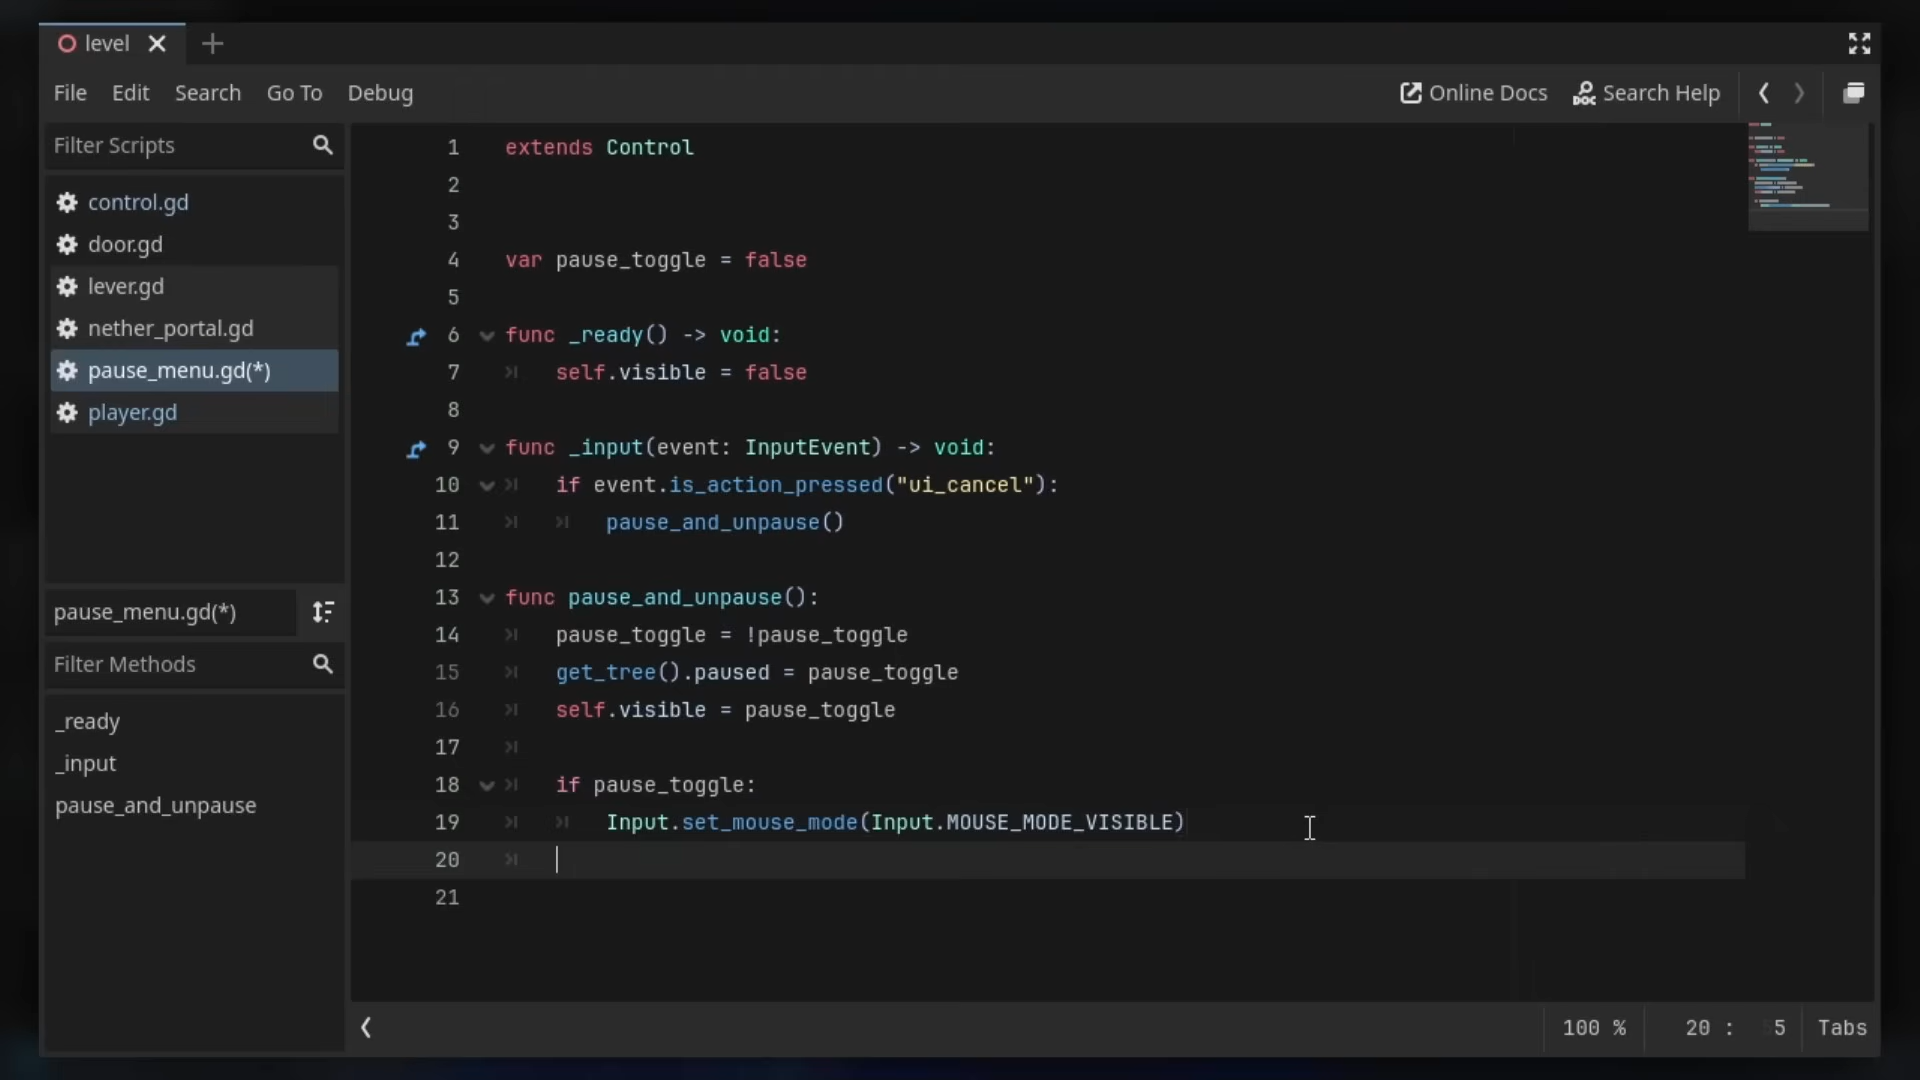 level
File Edit Search Go To Debug
Online Docs Search Help
Filter Scripts
control.gd
door.gd
lever.gd
nether_portal.gd
pause_menu.gd(*)
player.gd
pause_menu.gd(*)
Filter Methods
_ready
_input
pause_and_unpause
1 extends Control
2
3
4 var pause_toggle = false
5
6 func _ready() -> void:
7 self.visible = false
8
9 func _input(event: InputEvent) -> void:
10 if event.is_action_pressed("ui_cancel"):
11 pause_and_unpause()
12
13 func pause_and_unpause():
14 pause_toggle = !pause_toggle
15 get_tree().paused = pause_toggle
16 self.visible = pause_toggle
17
18 if pause_toggle:
19 Input.set_mouse_mode(Input.MOUSE_MODE_VISIBLE)
20
21
100 % 20 : 5 Tabs